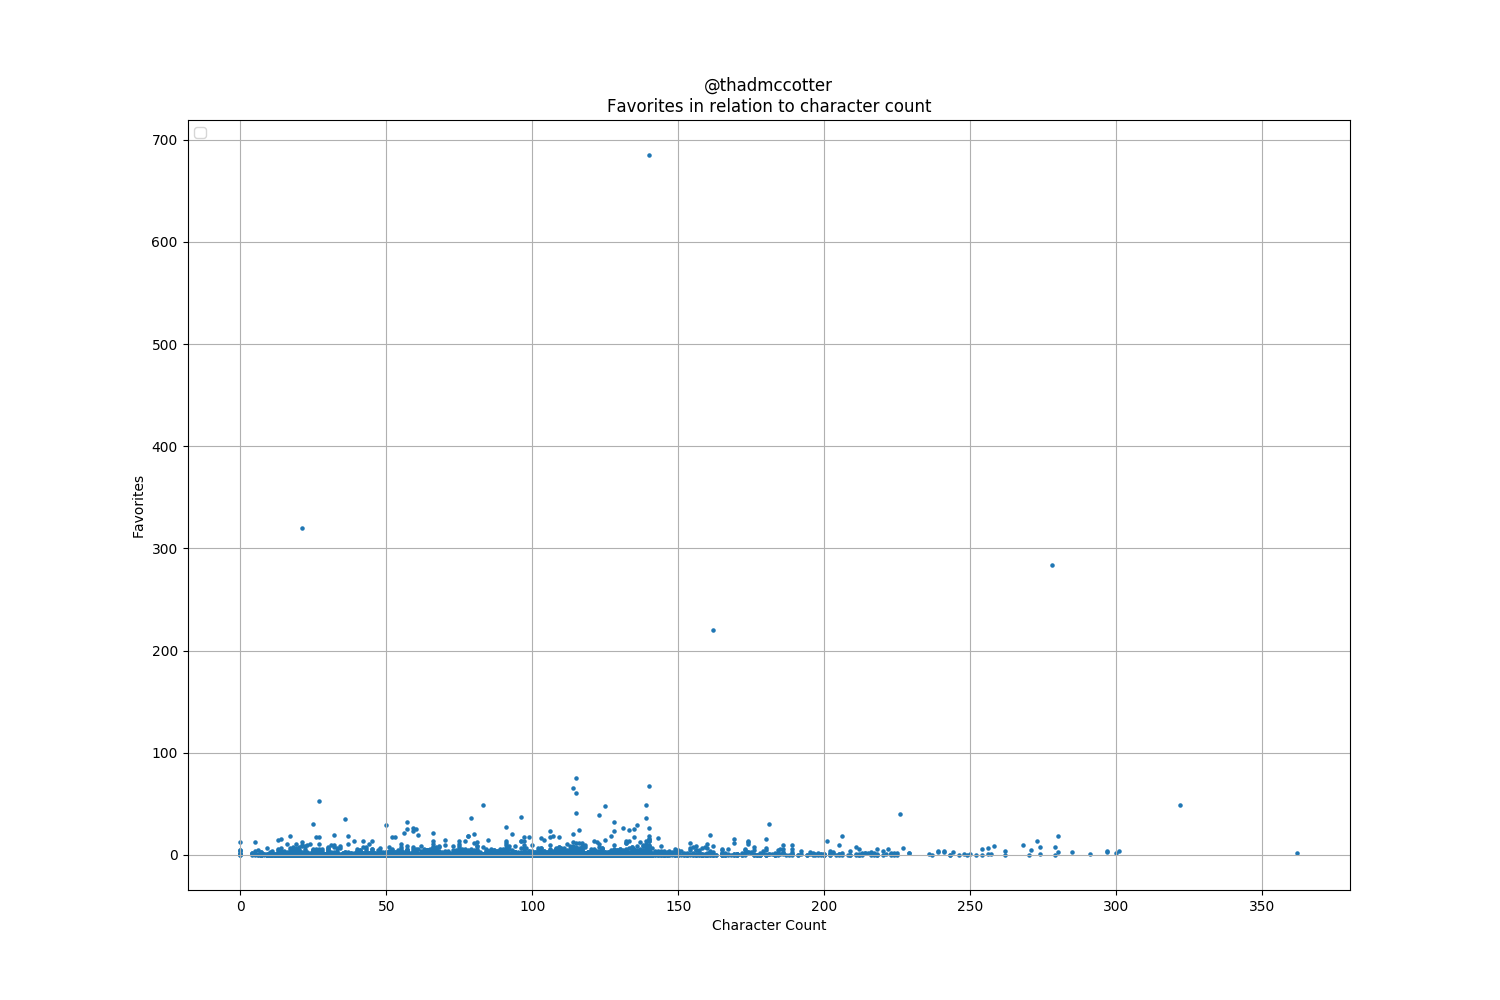 @thadmccotter
Favorites in relation to character count
700
600
500
400
300
200
100
0
Favorites
0 50 100 150 200 250 300 350
Character Count